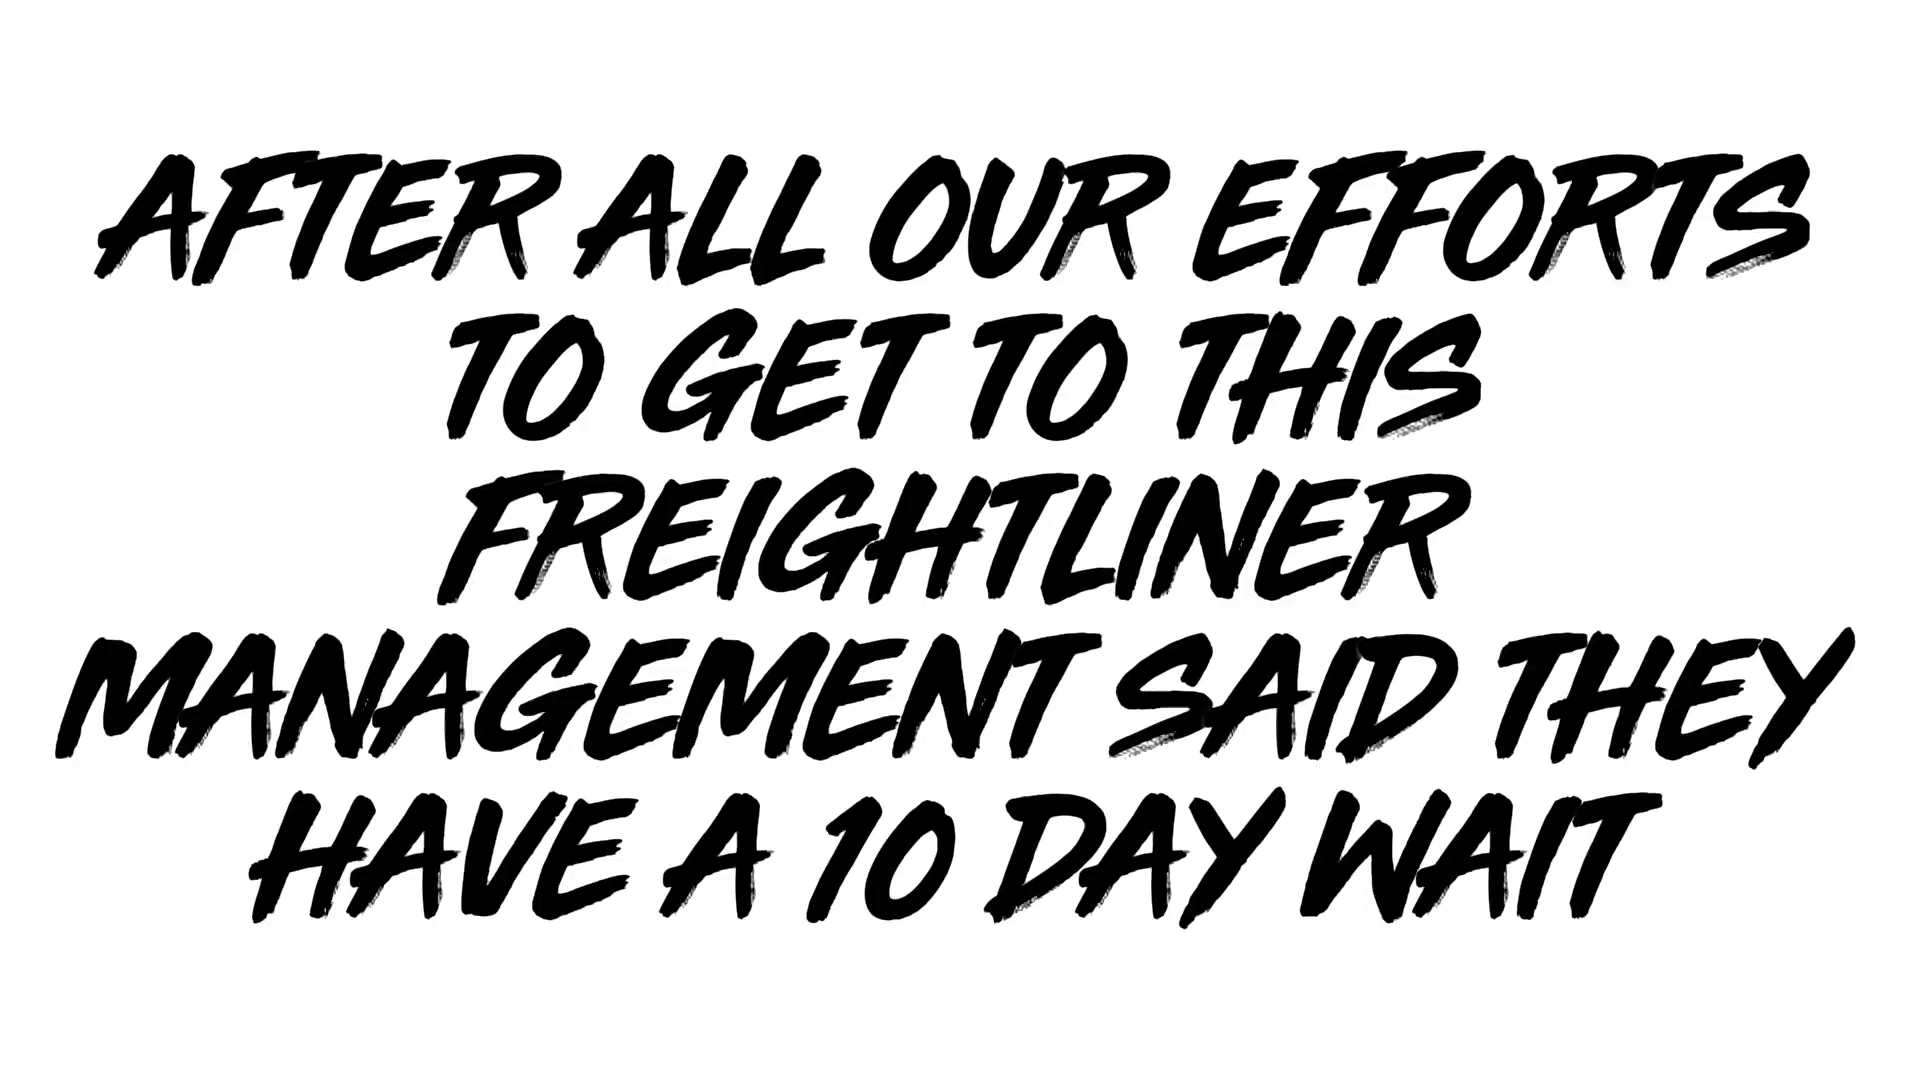 AFTER ALL OUR EFFORTS
TO GET TO THIS
FREIGHTLINER
MANAGEMENT SAID THEY
HAVE A 10 DAY WAIT